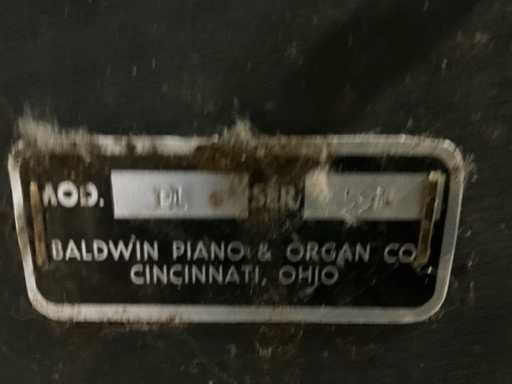 MOD. SER.
BALDWIN PIANO & ORGAN CO
CINCINNATI, OHIO